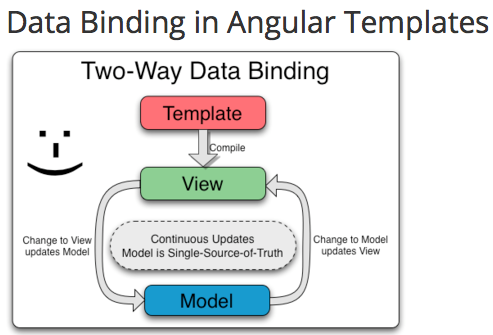 Data Binding in Angular Templates
Two-Way Data Binding
Template
Compile
View
Change to View
updates Model
Continuous Updates
Model is Single-Source-of-Truth
Change to Model
updates View
Model